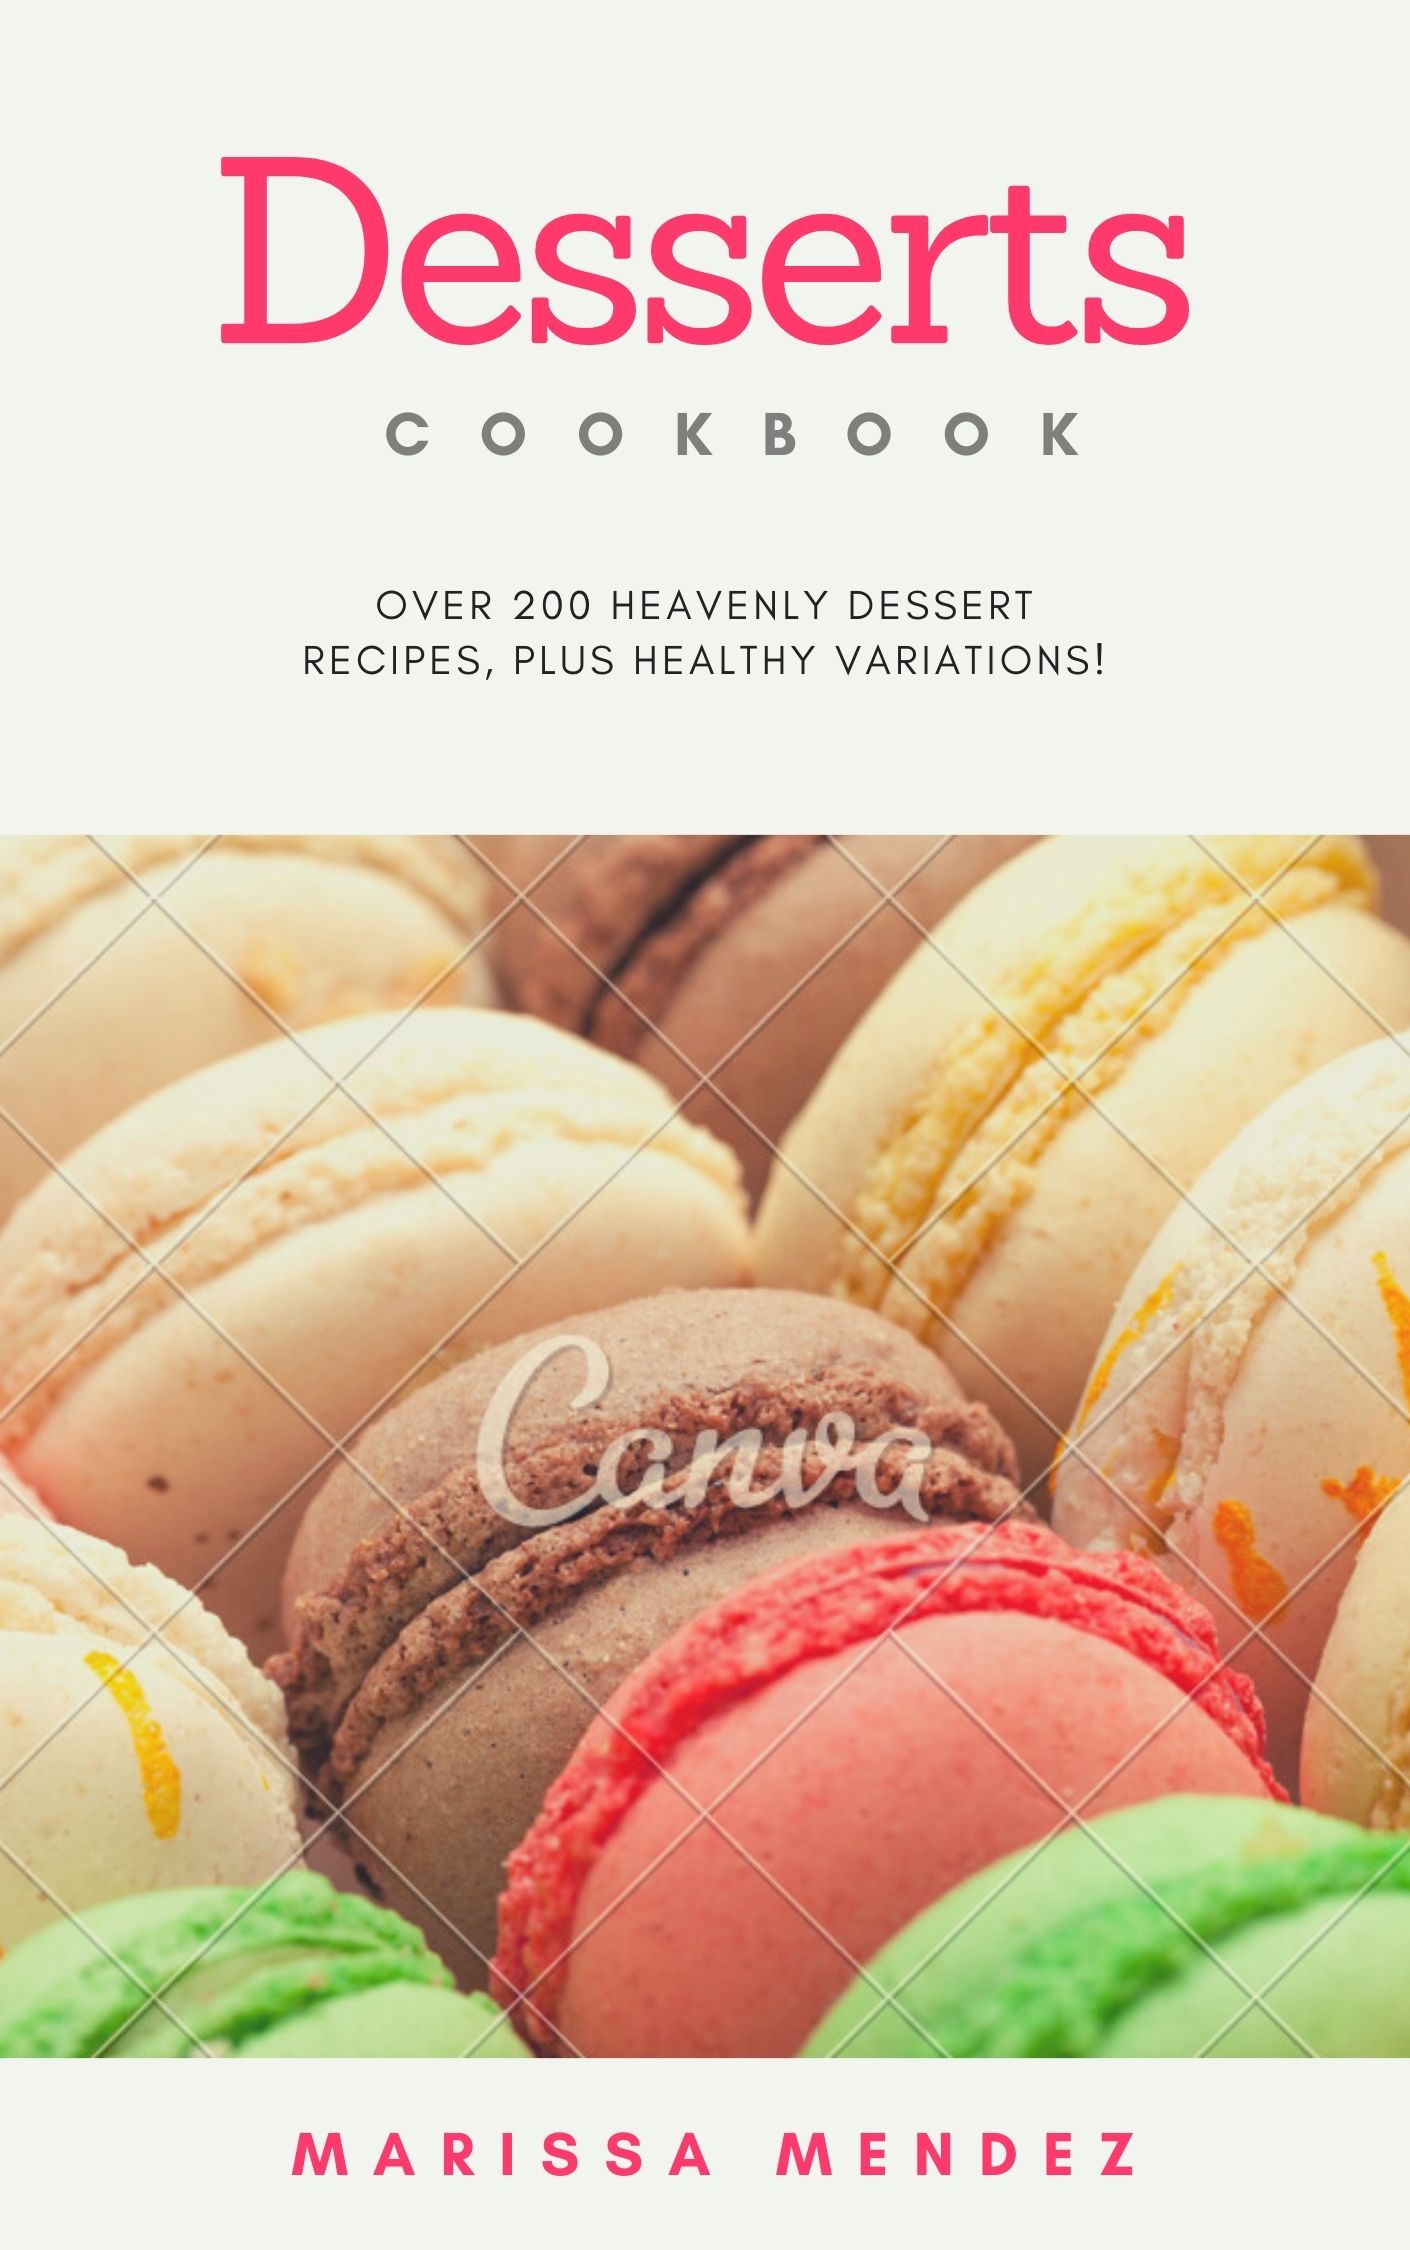 Desserts
COOKBOOK
OVER 200 HEAVENLY DESSERT
RECIPES, PLUS HEALTHY VARIATIONS!
Canva
MARISSA MENDEZ